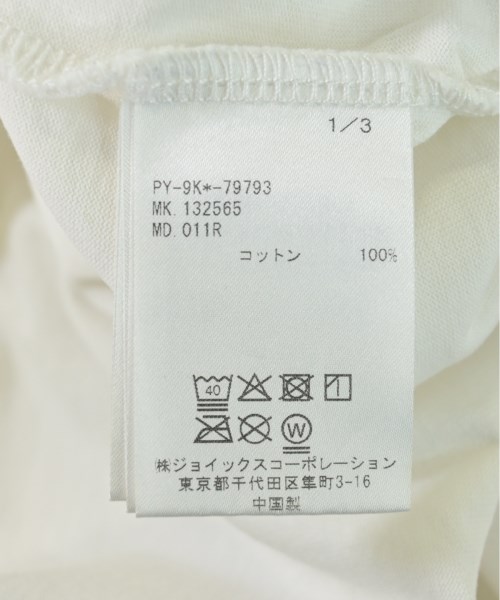 1/3
PY-9K*-79793
MK.132565
MD.011R
コットン 100%
40
W
㈱ジョイックスコーポレーション
東京都千代田区隼町3-16
中国製